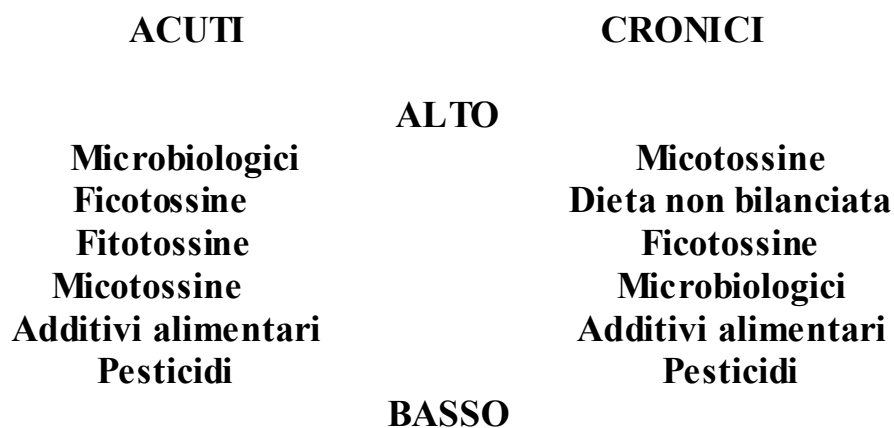 ACUTI CRONICI
ALTO
Microbiologici Micotossine
Ficotossine Dieta non bilanciata
Fitotossine Ficotossine
Micotossine Microbiologici
Additivi alimentari Additivi alimentari
Pesticidi Pesticidi
BASSO